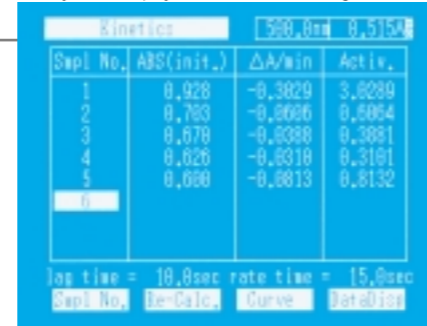 Kinetics 500.0nm 0.515A
Smpl No. ABS(init.) ΔA/min Activ.
1 0.928 -0.3029 3.0289
2 0.703 -0.0606 0.6064
3 0.670 -0.0388 0.3881
4 0.626 -0.0310 0.3101
5 0.600 -0.0813 0.8132
6
lag time = 10.0sec rate time = 15.0sec
Smpl No. Re-Calc. Curve DataDisp